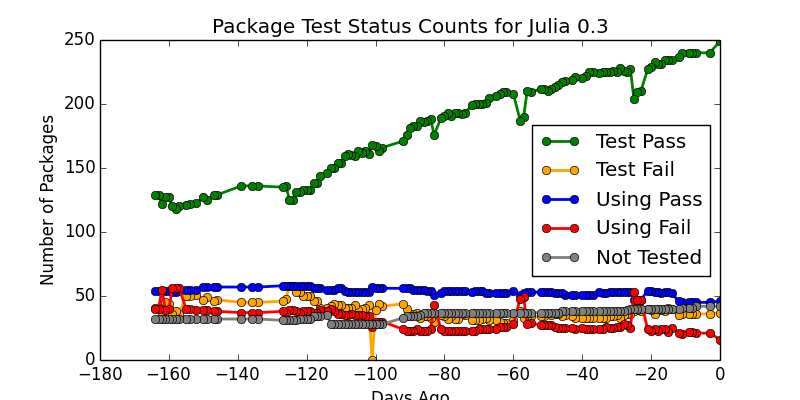 Package Test Status Counts for Julia 0.3
250
200
150
100
50
0
Number of Packages
Test Pass
Test Fail
Using Pass
Using Fail
Not Tested
−180 −160 −140 −120 −100 −80 −60 −40 −20 0
Days Ago